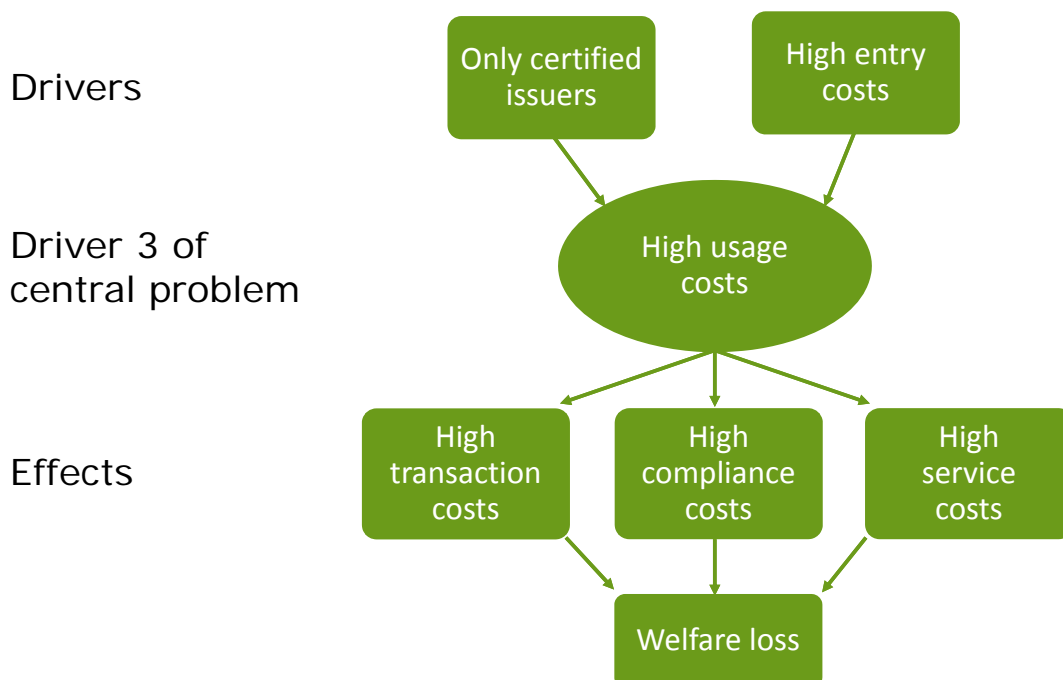 Drivers
Only certified
issuers
High entry
costs
Driver 3 of
central problem
High usage
costs
Effects
High
transaction
costs
High
compliance
costs
High
service
costs
Welfare loss